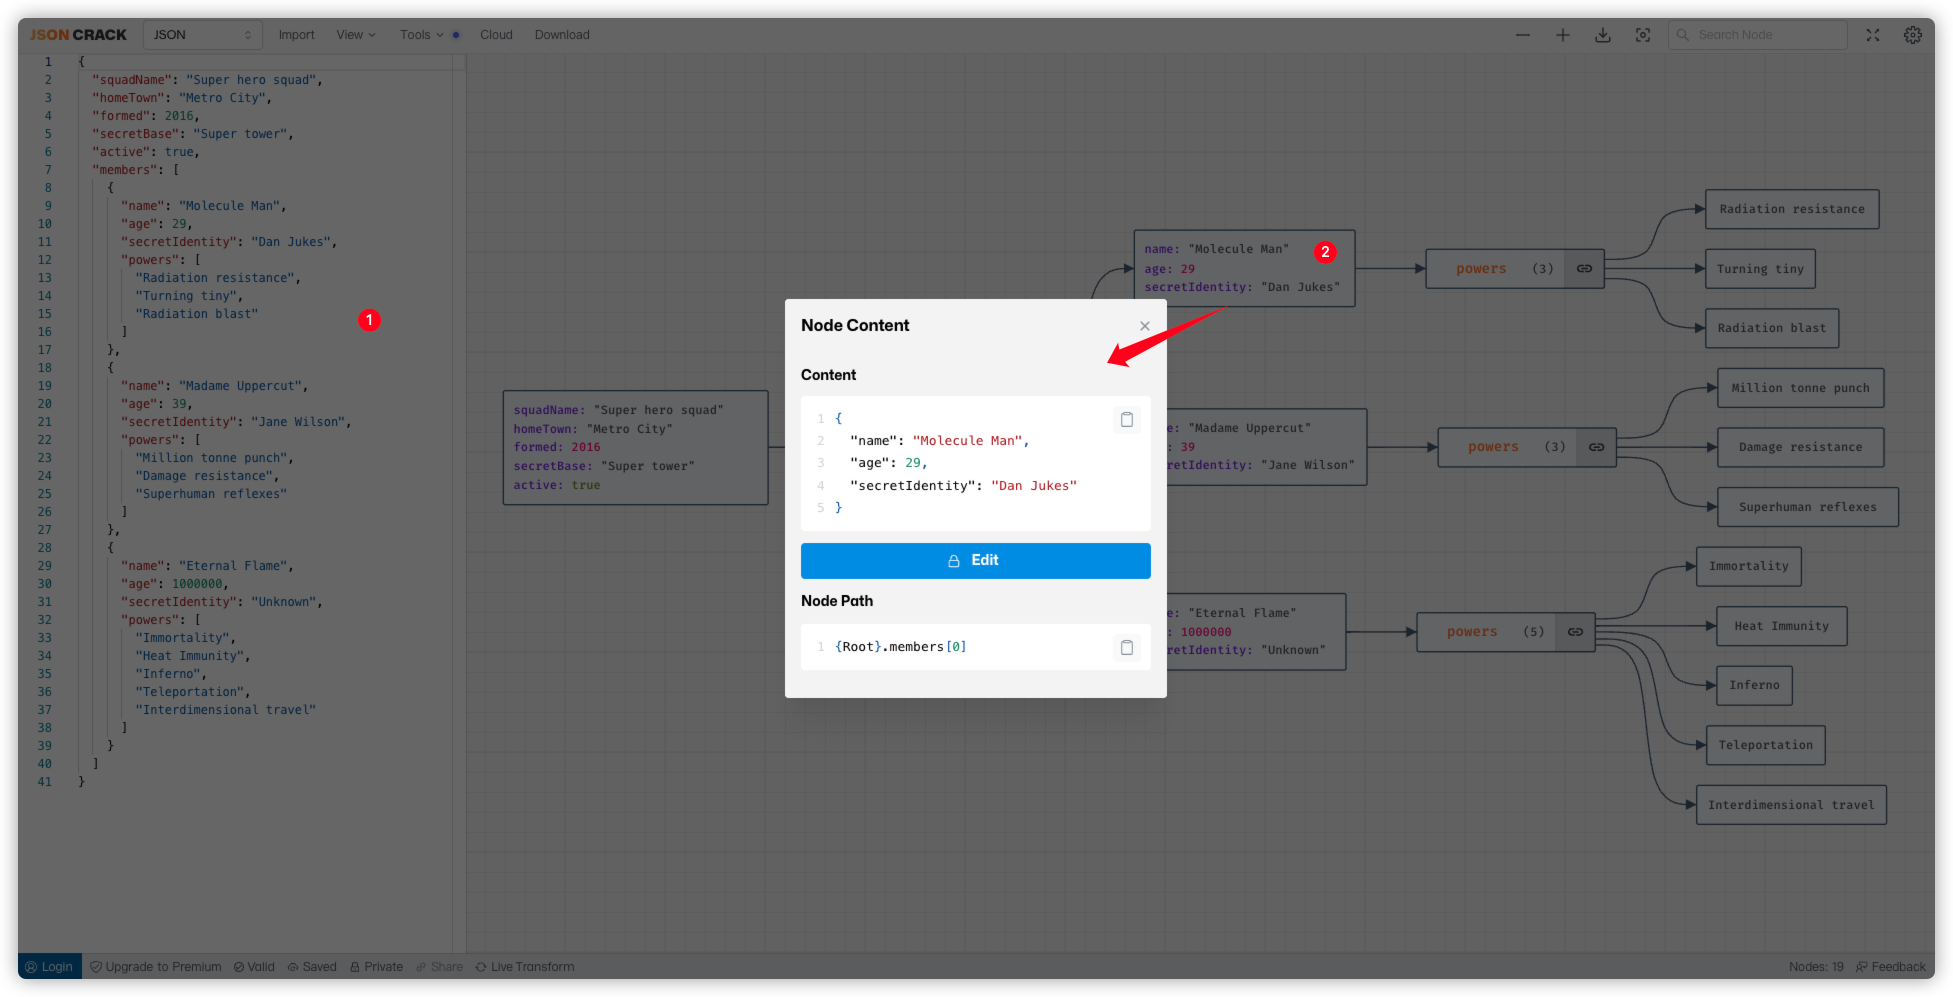 JSON CRACK JSON Import View Tools Cloud Download Search Node
1 {
2 "squadName": "Super hero squad",
3 "homeTown": "Metro City",
4 "formed": 2016,
5 "secretBase": "Super tower",
6 "active": true,
7 "members": [
8 {
9 "name": "Molecule Man",
10 "age": 29,
11 "secretIdentity": "Dan Jukes",
12 "powers": [
13 "Radiation resistance",
14 "Turning tiny",
15 "Radiation blast"
16 ]
17 },
18 {
19 "name": "Madame Uppercut",
20 "age": 39,
21 "secretIdentity": "Jane Wilson",
22 "powers": [
23 "Million tonne punch",
24 "Damage resistance",
25 "Superhuman reflexes"
26 ]
27 },
28 {
29 "name": "Eternal Flame",
30 "age": 1000000,
31 "secretIdentity": "Unknown",
32 "powers": [
33 "Immortality",
34 "Heat Immunity",
35 "Inferno",
36 "Teleportation",
37 "Interdimensional travel"
38 ]
39 }
40 ]
41 }
1
squadName: "Super hero squad"
homeTown: "Metro City"
formed: 2016
secretBase: "Super tower"
active: true
name: "Molecule Man"
age: 29
secretIdentity: "Dan Jukes"
2
powers (3)
Radiation resistance
Turning tiny
Radiation blast
e: "Madame Uppercut"
: 39
retIdentity: "Jane Wilson"
powers (3)
Million tonne punch
Damage resistance
Superhuman reflexes
e: "Eternal Flame"
: 1000000
retIdentity: "Unknown"
powers (5)
Immortality
Heat Immunity
Inferno
Teleportation
Interdimensional travel
Node Content
Content
1 {
2 "name": "Molecule Man",
3 "age": 29,
4 "secretIdentity": "Dan Jukes"
5 }
Edit
Node Path
1 {Root}.members[0]
Login Upgrade to Premium Valid Saved Private Share Live Transform Nodes: 19 Feedback